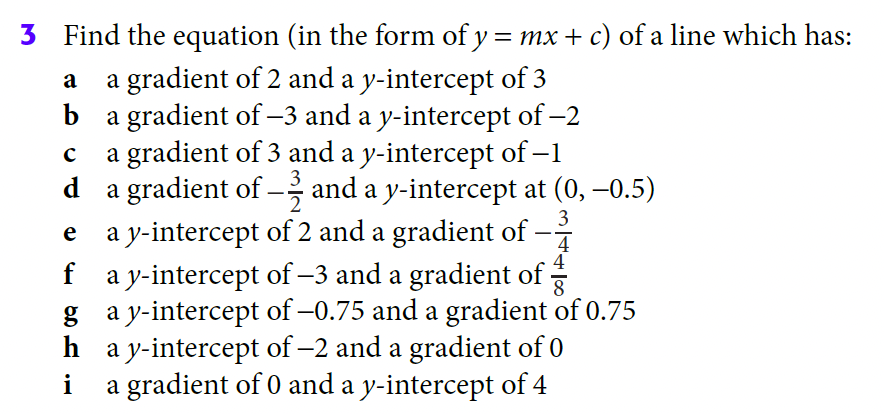 3 Find the equation (in the form of y = mx + c) of a line which has:
a a gradient of 2 and a y-intercept of 3
b a gradient of –3 and a y-intercept of –2
c a gradient of 3 and a y-intercept of –1
d a gradient of –3/2 and a y-intercept at (0, –0.5)
e a y-intercept of 2 and a gradient of –3/4
f a y-intercept of –3 and a gradient of 4/8
g a y-intercept of –0.75 and a gradient of 0.75
h a y-intercept of –2 and a gradient of 0
i a gradient of 0 and a y-intercept of 4